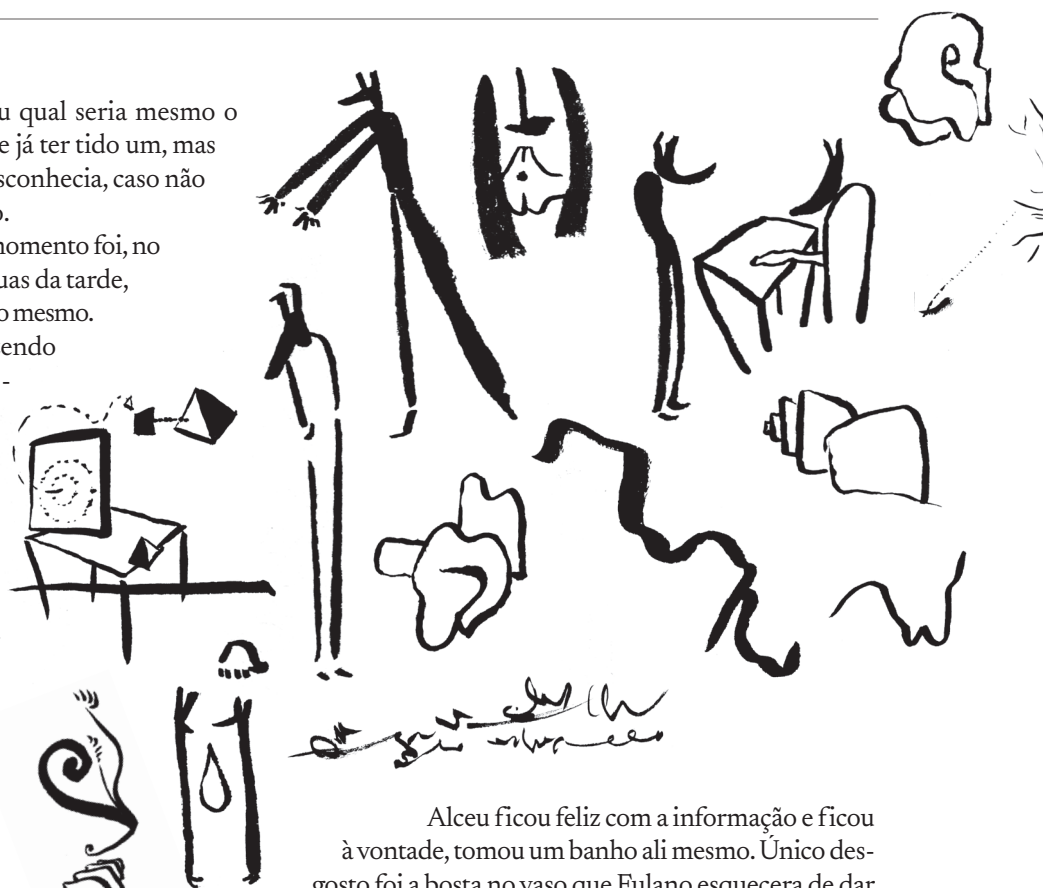 u qual seria mesmo o
e já ter tido um, mas
sconhecia, caso não
o.
nomento foi, no
uas da tarde,
o mesmo.
endo
-
Alceu ficou feliz com a informação e ficou
à vontade, tomou um banho ali mesmo. Único des-
gosto foi a bosta no vaso que Fulano esquecera de dar